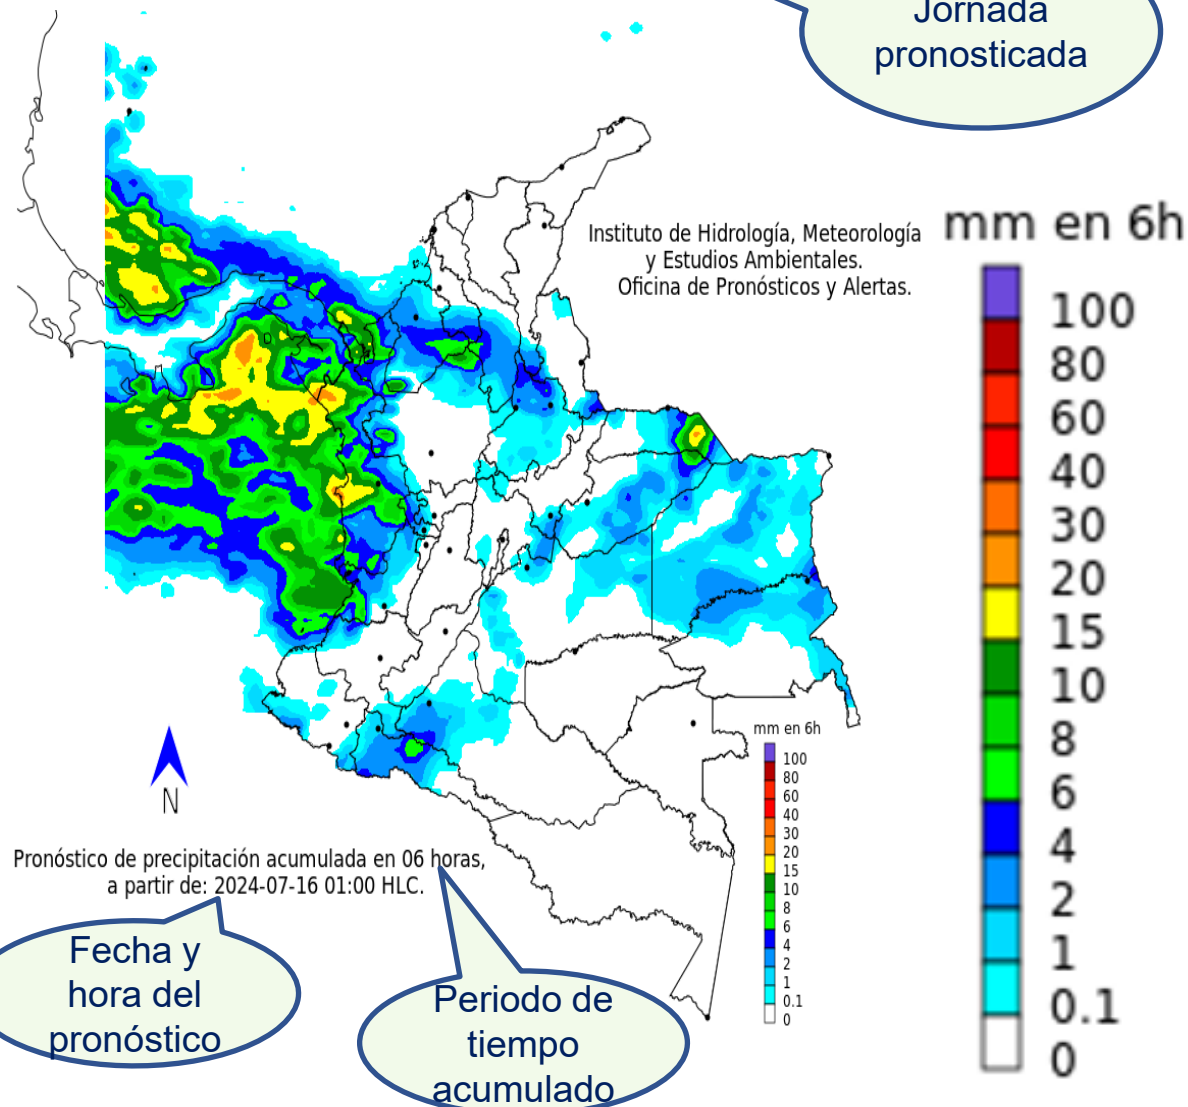 Jornada
pronosticada
Instituto de Hidrología, Meteorología
y Estudios Ambientales.
Oficina de Pronósticos y Alertas.
mm en 6h
100
80
60
40
30
20
15
10
8
6
4
2
1
0.1
0
mm en 6h
100
80
60
40
30
20
15
10
8
6
4
2
1
0.1
0
N
Pronóstico de precipitación acumulada en 06 horas,
a partir de: 2024-07-16 01:00 HLC.
Fecha y
hora del
pronóstico
Periodo de
tiempo
acumulado